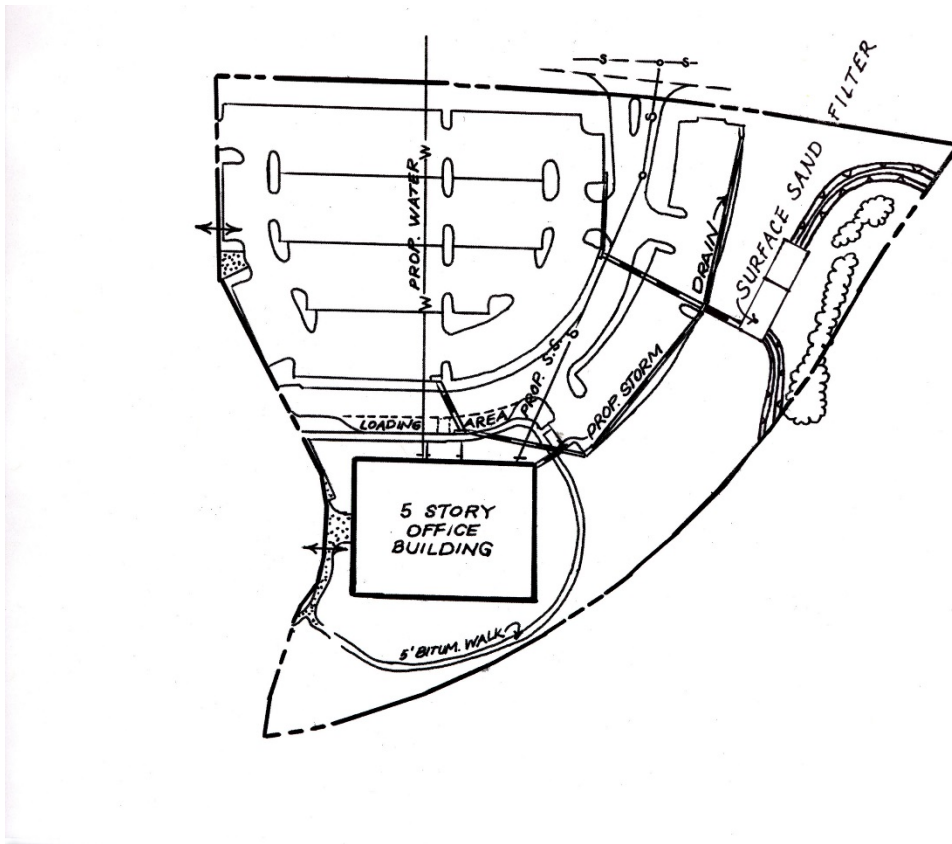 S S
SURFACE SAND FILTER
W
PROP. WATER
W
DRAIN
PROP. S.S.
PROP. STORM
LOADING AREA
5 STORY
OFFICE
BUILDING
5' BITUM. WALK